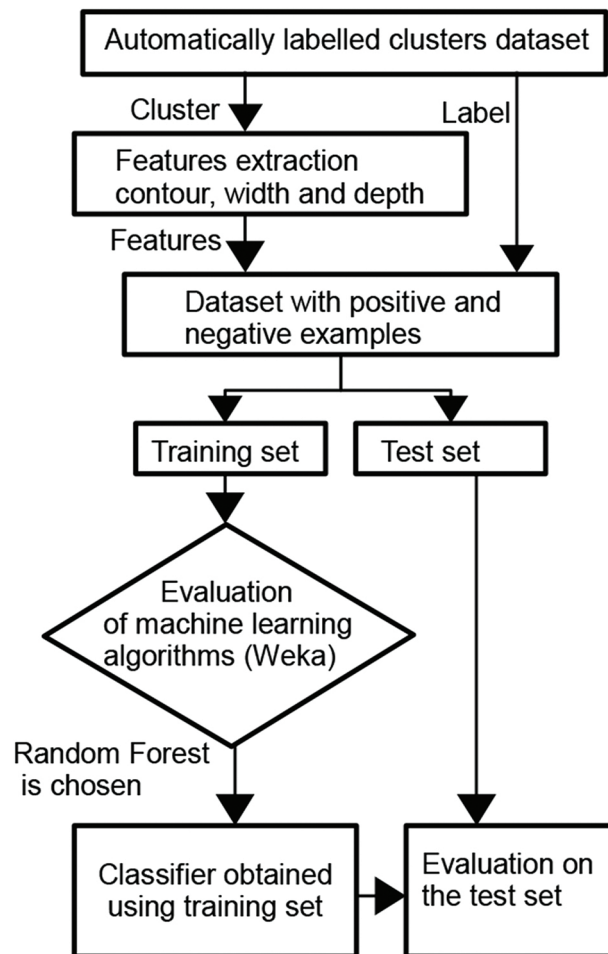 Automatically labelled clusters dataset
Cluster
Label
Features extraction
contour, width and depth
Features
Dataset with positive and
negative examples
Training set
Test set
Evaluation
of machine learning
algorithms (Weka)
Random Forest
is chosen
Classifier obtained
using training set
Evaluation on
the test set